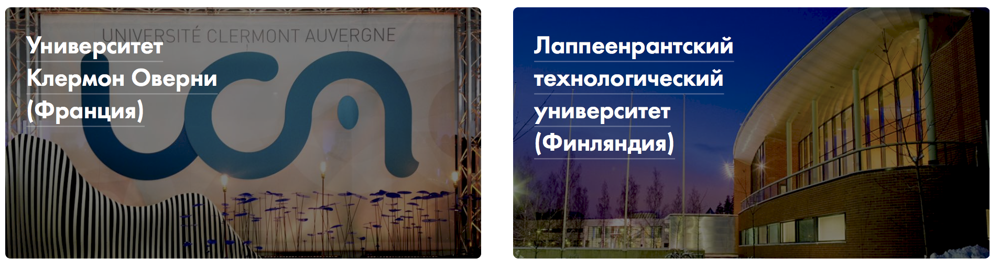 UNIVERSITÉ CLERMONT AUVERGNE
Университет
Клермон Оверни
(Франция)
uca
Лаппеенрантский
технологический
университет
(Финляндия)